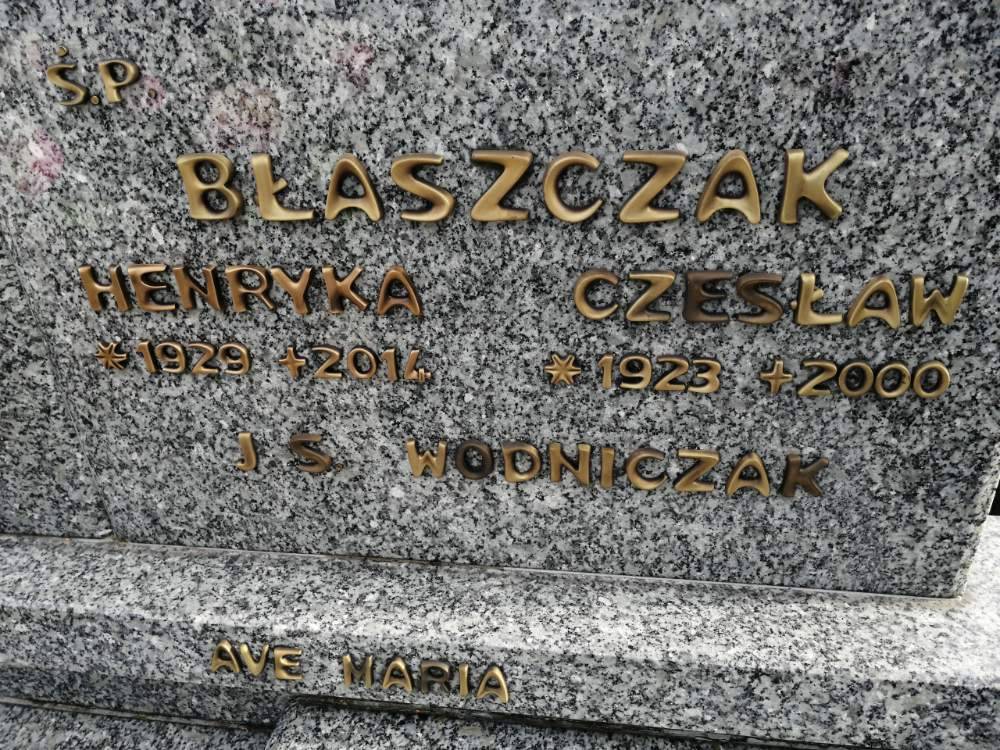 Ś.P
BŁASZCZAK
HENRYKA CZESŁAW
*1929 +2014 *1923 +2000
J S. WODNICZAK
AVE MARIA